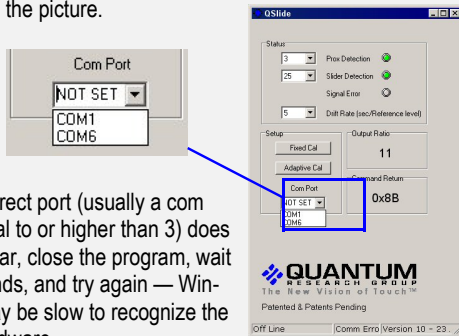 the picture.
Com Port
NOT SET
COM1
COM6
rect port (usually a com
al to or higher than 3) does
ar, close the program, wait
nds, and try again — Win-
ay be slow to recognize the
QSlide
Status
3 Prox Detection
25 Slider Detection
Signal Error
5 Drift Rate (sec/Reference level)
Setup
Fixed Cal
Adaptive Cal
Com Port
NOT SET
COM1
COM6
Output Ratio
11
Command Return
0x8B
QUANTUM
RESEARCH GROUP
The New Vision of Touch™
Patented & Patents Pending
Off Line Comm Erro Version 10 - 23.